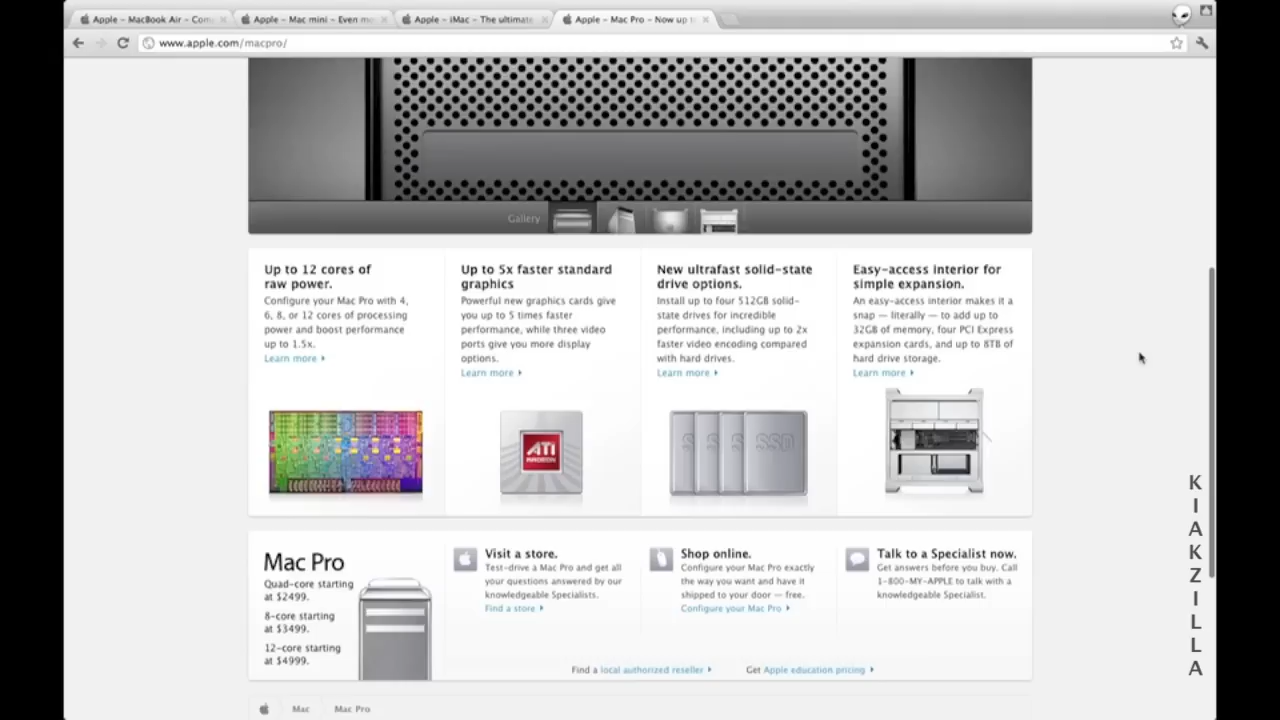 Apple – MacBook Air – Com
Apple – Mac mini – Even mo
Apple – iMac – The ultimate
Apple – Mac Pro – Now up t
www.apple.com/macpro/
Gallery
Up to 12 cores of
raw power.
Configure your Mac Pro with 4,
6, 8, or 12 cores of processing
power and boost performance
up to 1.5x.
Learn more
Up to 5x faster standard
graphics
Powerful new graphics cards give
you up to 5 times faster
performance, while three video
ports give you more display
options.
Learn more
ATI
RADEON
New ultrafast solid-state
drive options.
Install up to four 512GB solid-
state drives for incredible
performance, including up to 2x
faster video encoding compared
with hard drives.
Learn more
S S S SSD
Easy-access interior for
simple expansion.
An easy-access interior makes it a
snap — literally — to add up to
32GB of memory, four PCI Express
expansion cards, and up to 8TB of
hard drive storage.
Learn more
Mac Pro
Quad-core starting
at $2499.
8-core starting
at $3499.
12-core starting
at $4999.
Visit a store.
Test-drive a Mac Pro and get all
your questions answered by our
knowledgeable Specialists.
Find a store
Shop online.
Configure your Mac Pro exactly
the way you want and have it
shipped to your door — free.
Configure your Mac Pro
Talk to a Specialist now.
Get answers before you buy. Call
1-800-MY-APPLE to talk with a
knowledgeable Specialist.
Find a local authorized reseller
Get Apple education pricing
Mac
Mac Pro
KIAKZILLA